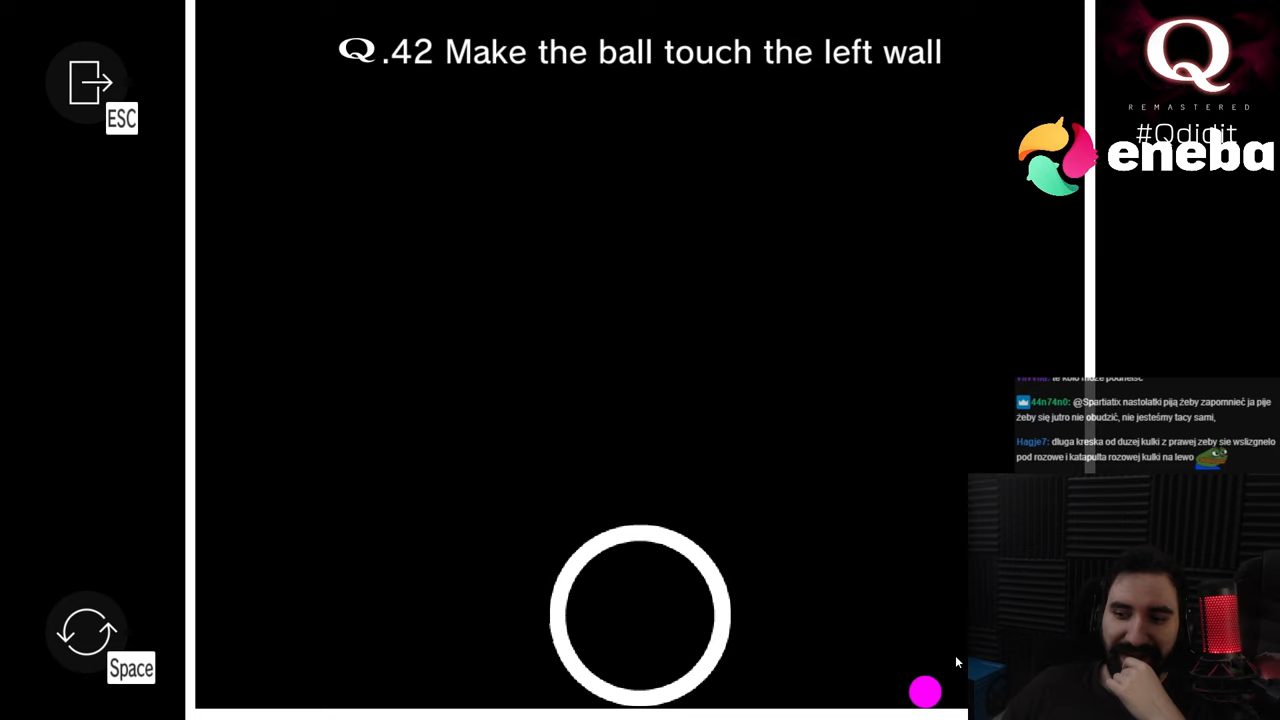 Q.42 Make the ball touch the left wall
ESC
Q
REMASTERED
#Qdidit
eneba
44n74n0: @Spartiatix nastolatki piją żeby zapomnieć ja pije
żeby się jutro nie obudzić, nie jesteśmy tacy sami,
Hagje7: dluga kreska od duzej kulki z prawej zeby sie wslizgnelo
pod rozowe i katapulta rozowej kulki na lewo
Space